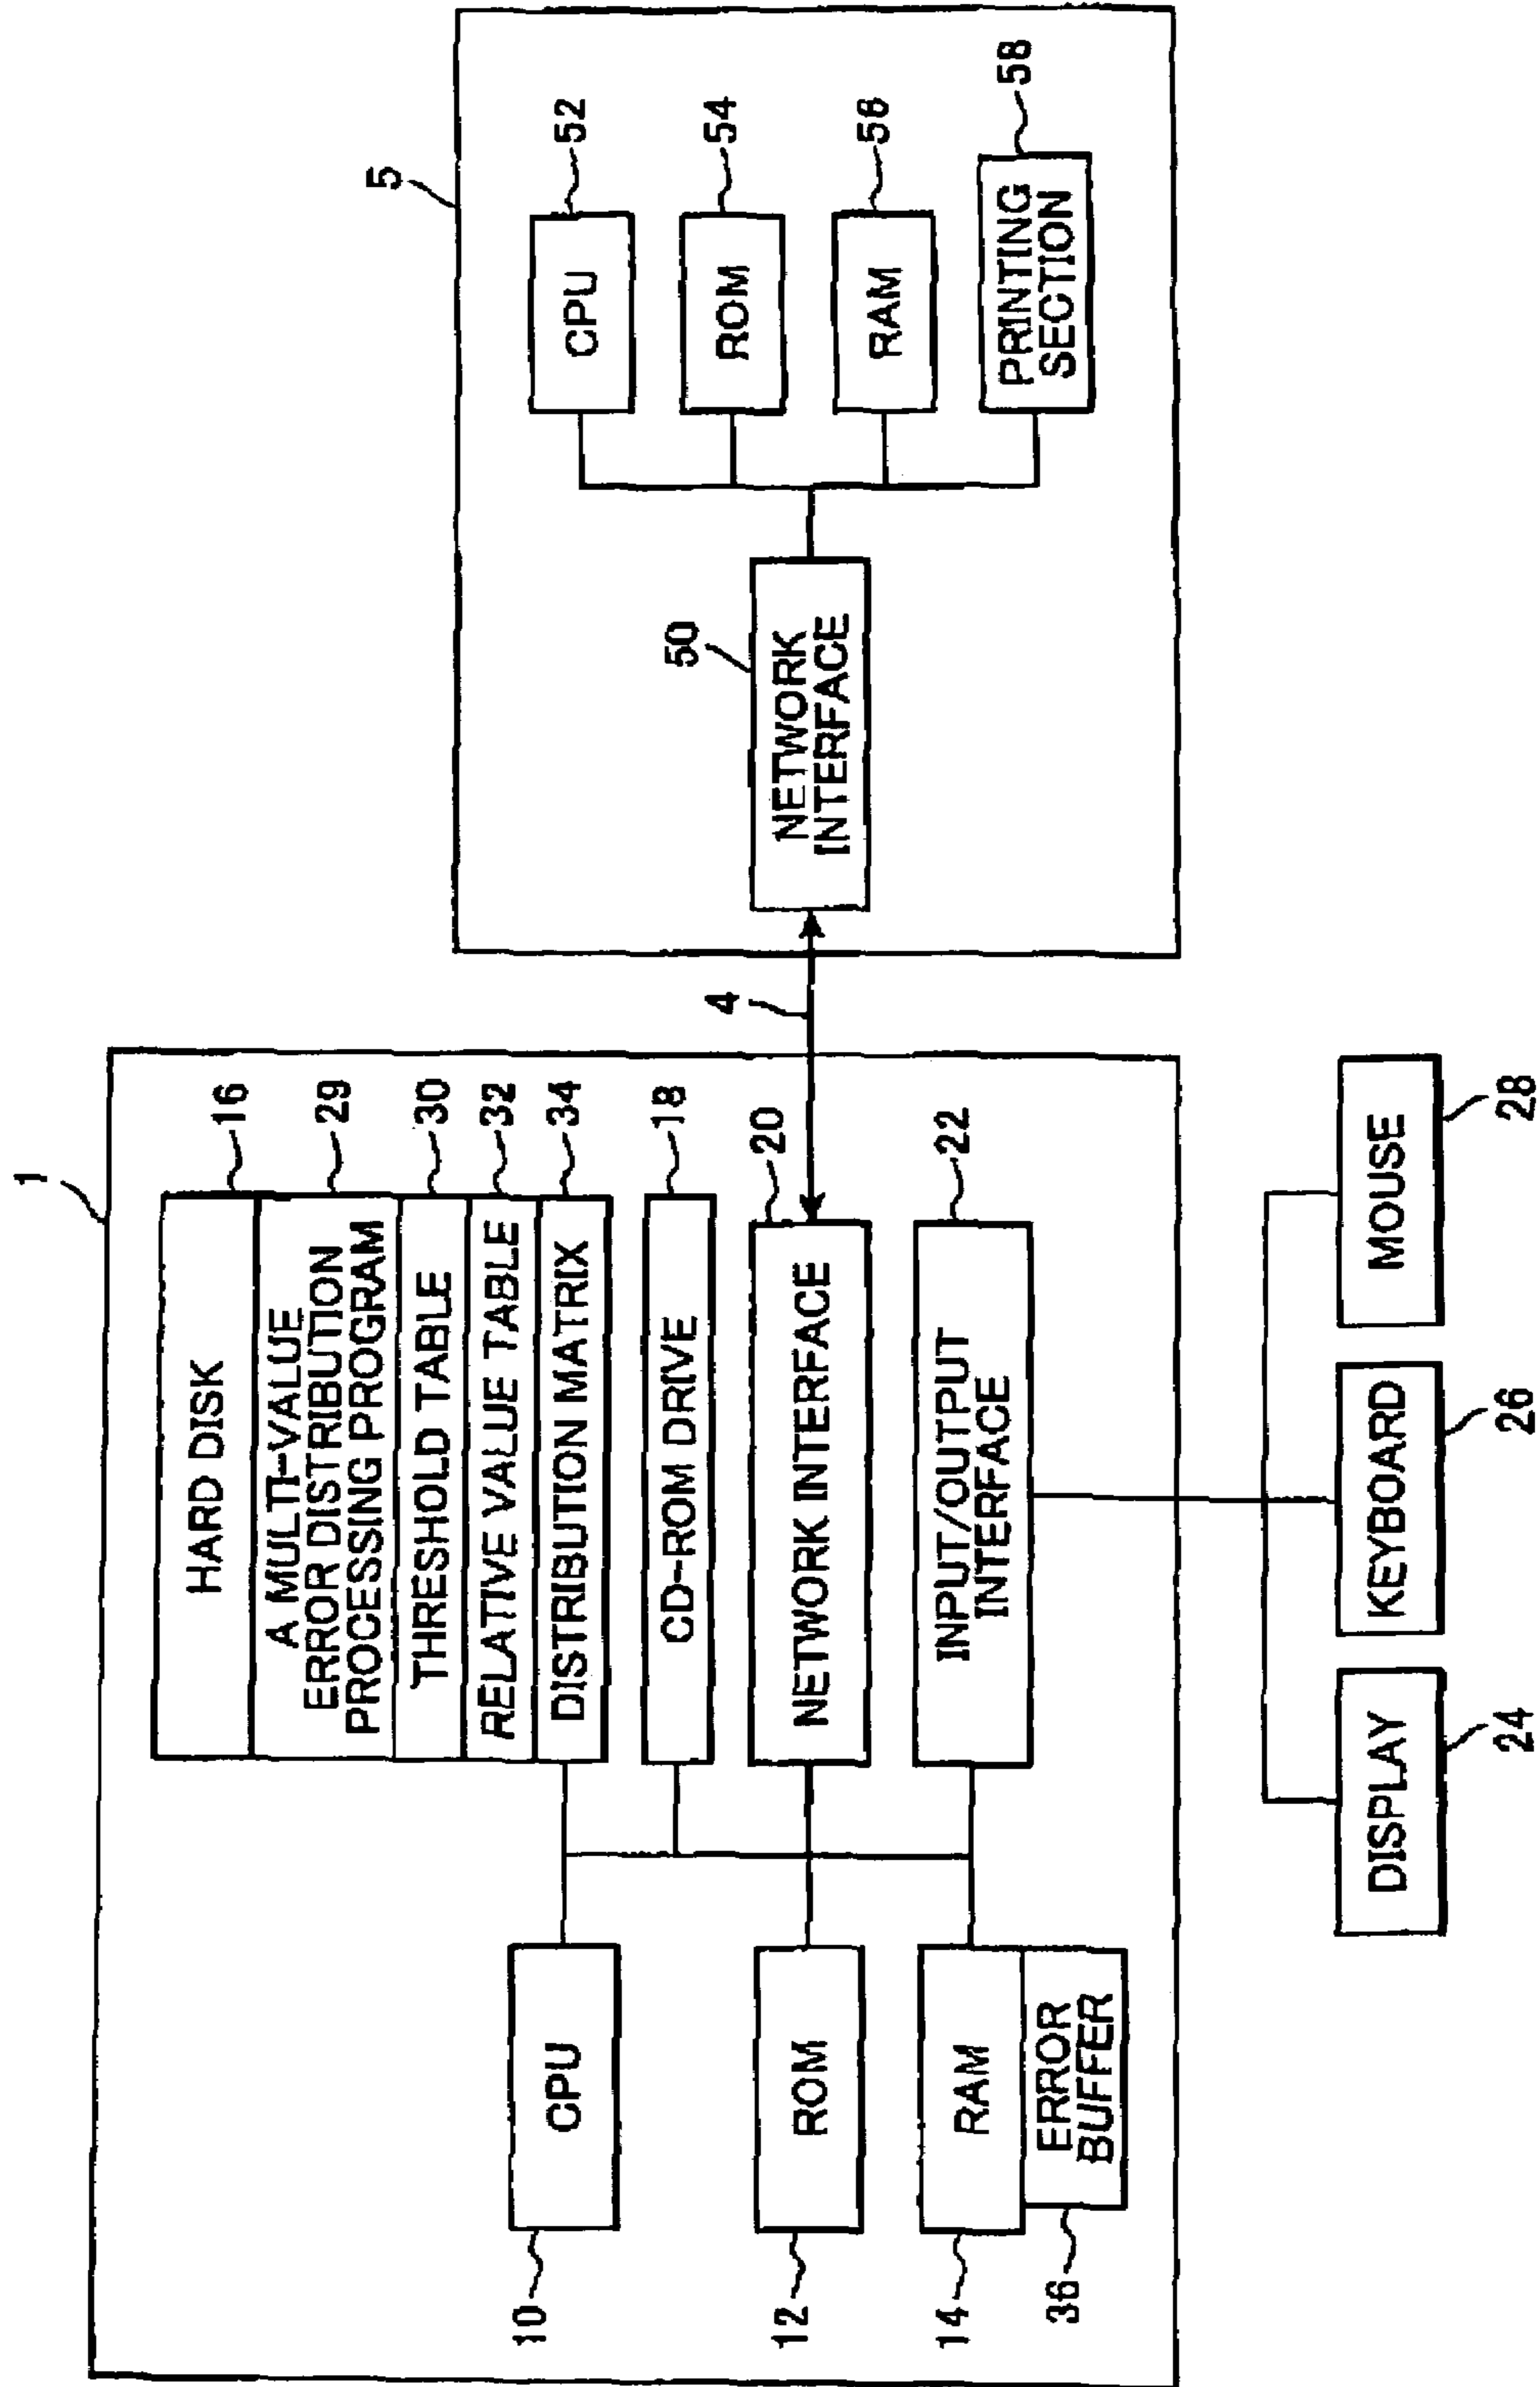 1
HARD DISK
16
A MULTI-VALUE
ERROR DISTRIBUTION
PROCESSING PROGRAM
29
THRESHOLD TABLE
30
RELATIVE VALUE TABLE
32
DISTRIBUTION MATRIX
34
CD-ROM DRIVE
18
NETWORK INTERFACE
20
INPUT/OUTPUT
INTERFACE
22
10
CPU
12
ROM
14
RAM
36
ERROR
BUFFER
DISPLAY
24
KEYBOARD
26
MOUSE
28
4
5
50
NETWORK
INTERFACE
CPU
52
ROM
54
RAM
56
PRINTING
SECTION
58